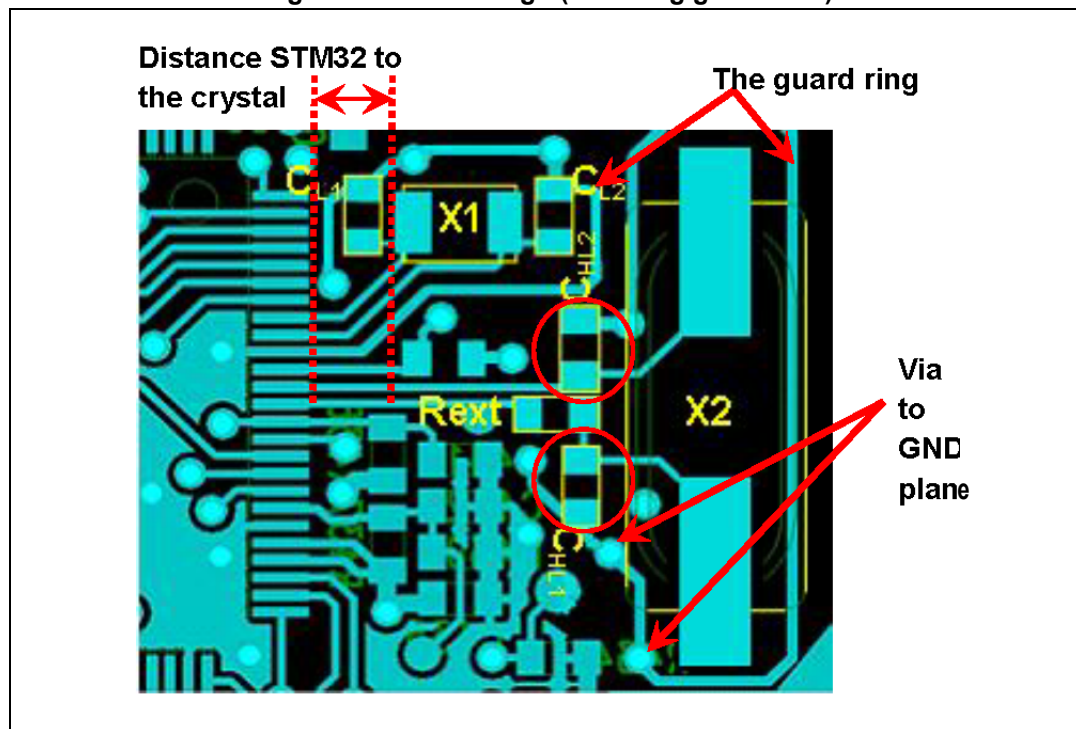 Distance STM32 to
the crystal
The guard ring
CL1
X1
CL2
CHL2
Rext
X2
CHL1
Via
to
GND
plane